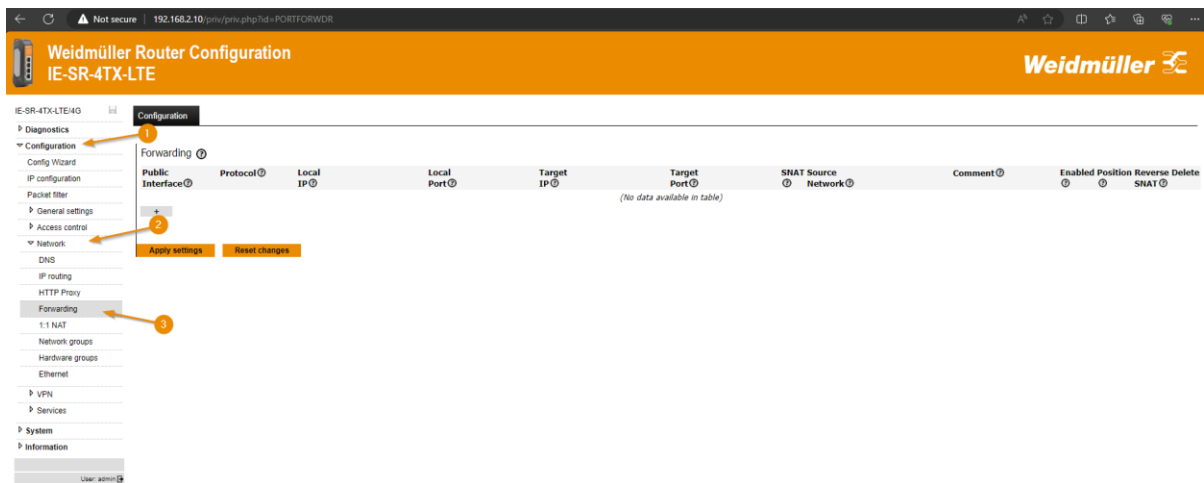 Not secure | 192.168.2.10/priv/priv.php?id=PORTFORWDR
Weidmüller Router Configuration
IE-SR-4TX-LTE
Weidmüller
IE-SR-4TX-LTE/4G
Diagnostics
Configuration
Config Wizard
IP configuration
Packet filter
General settings
Access control
Network
DNS
IP routing
HTTP Proxy
Forwarding
1:1 NAT
Network groups
Hardware groups
Ethernet
VPN
Services
System
Information
User: admin
1
2
3
Configuration
Forwarding
Public Protocol Local Local Target Target SNAT Source Comment Enabled Position Reverse Delete
Interface IP Port IP Port Network SNAT
(No data available in table)
+
Apply settings Reset changes